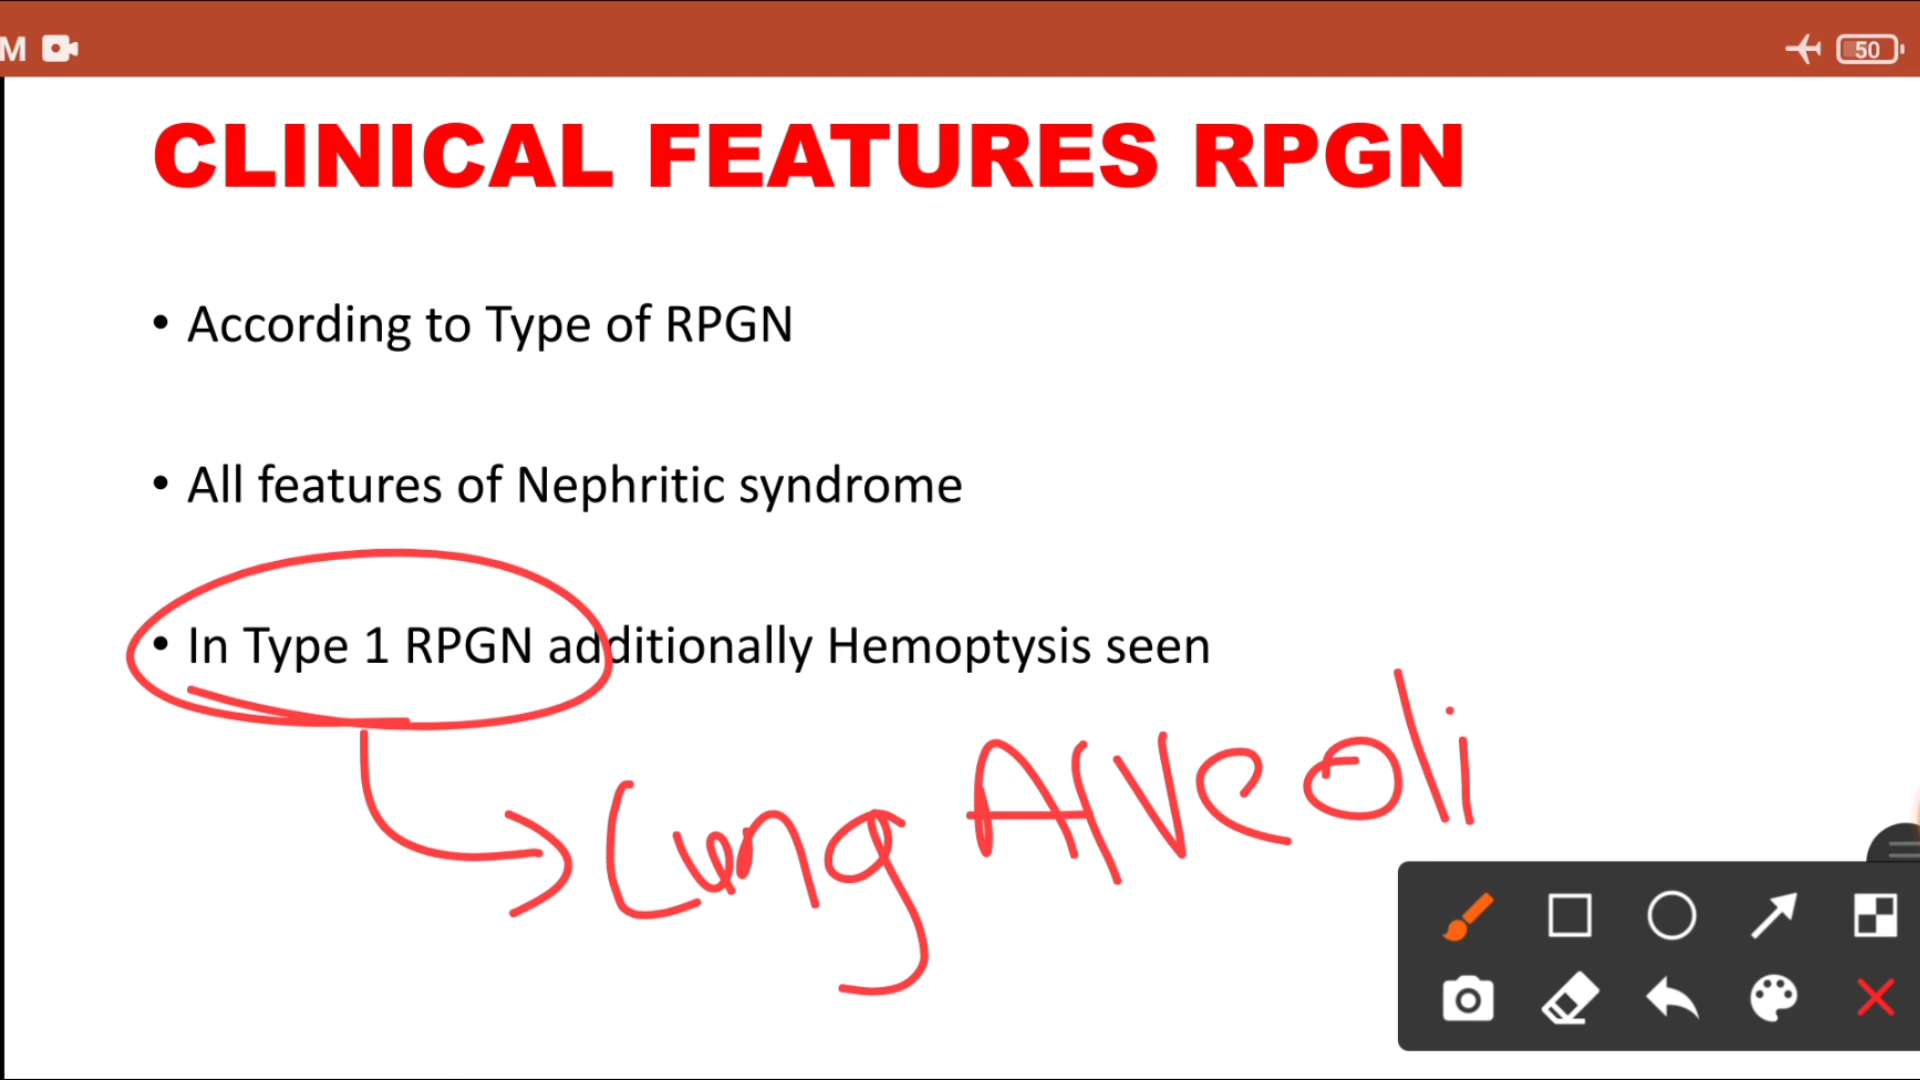 M
50
CLINICAL FEATURES RPGN
• According to Type of RPGN
• All features of Nephritic syndrome
• In Type 1 RPGN additionally Hemoptysis seen
Lung Alveoli